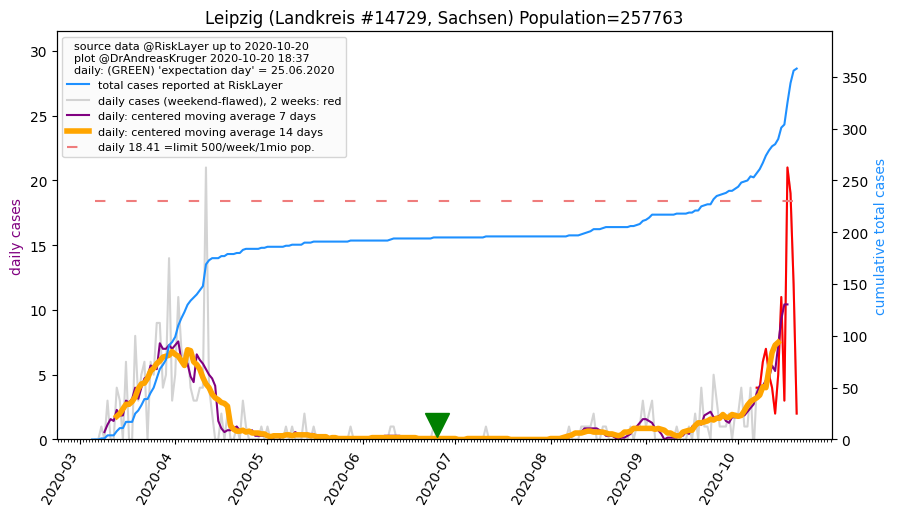 Leipzig (Landkreis #14729, Sachsen) Population=257763
source data @RiskLayer up to 2020-10-20
plot @DrAndreasKruger 2020-10-20 18:37
daily: (GREEN) 'expectation day' = 25.06.2020
total cases reported at RiskLayer
daily cases (weekend-flawed), 2 weeks: red
daily: centered moving average 7 days
daily: centered moving average 14 days
daily 18.41 =limit 500/week/1mio pop.
daily cases
30
25
20
15
10
5
0
cumulative total cases
350
300
250
200
150
100
50
0
2020-03
2020-04
2020-05
2020-06
2020-07
2020-08
2020-09
2020-10